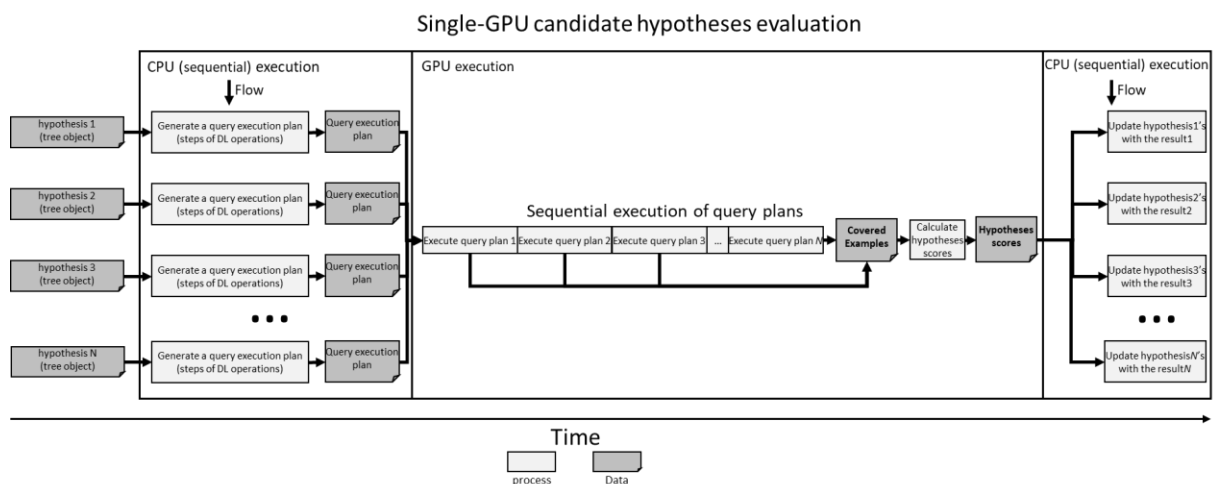 Single-GPU candidate hypotheses evaluation
CPU (sequential) execution
Flow
GPU execution
CPU (sequential) execution
Flow
hypothesis 1
(tree object)
Generate a query execution plan
(steps of DL operations)
Query execution
plan
Update hypothesis1's
with the result1
hypothesis 2
(tree object)
Generate a query execution plan
(steps of DL operations)
Query execution
plan
Update hypothesis2's
with the result2
Sequential execution of query plans
Execute query plan 1
Execute query plan 2
Execute query plan 3
...
Execute query plan N
Covered
Examples
Calculate
hypotheses
scores
Hypotheses
scores
hypothesis 3
(tree object)
Generate a query execution plan
(steps of DL operations)
Query execution
plan
Update hypothesis3's
with the result3
• • •
• • •
hypothesis N
(tree object)
Generate a query execution plan
(steps of DL operations)
Query execution
plan
Update hypothesisN's
with the resultN
Time
process
Data